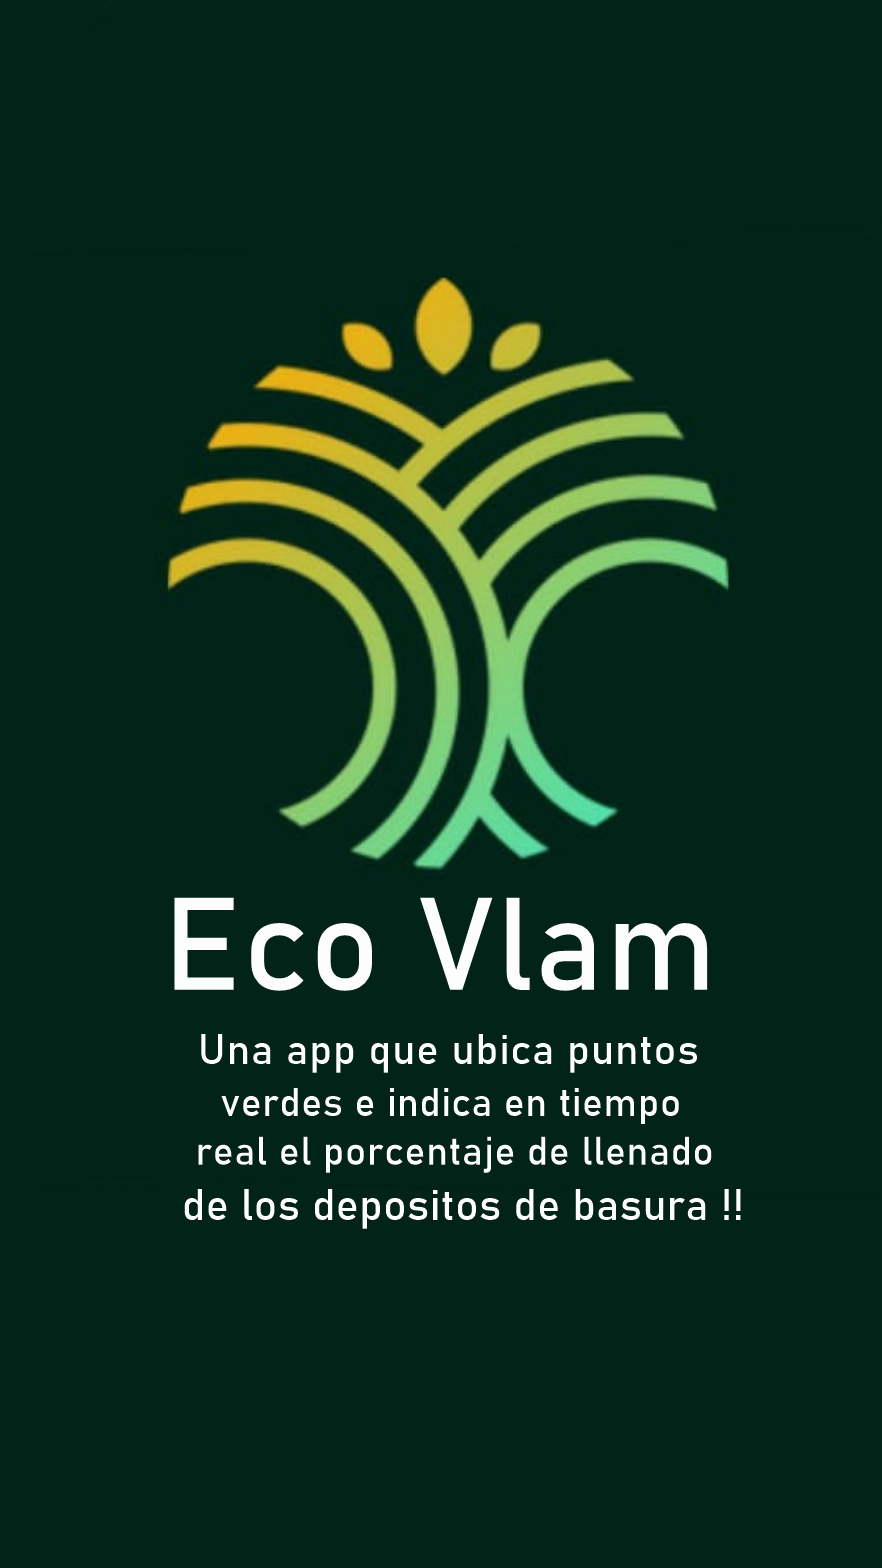 Eco Vlam
Una app que ubica puntos
verdes e indica en tiempo
real el porcentaje de llenado
de los depositos de basura !!